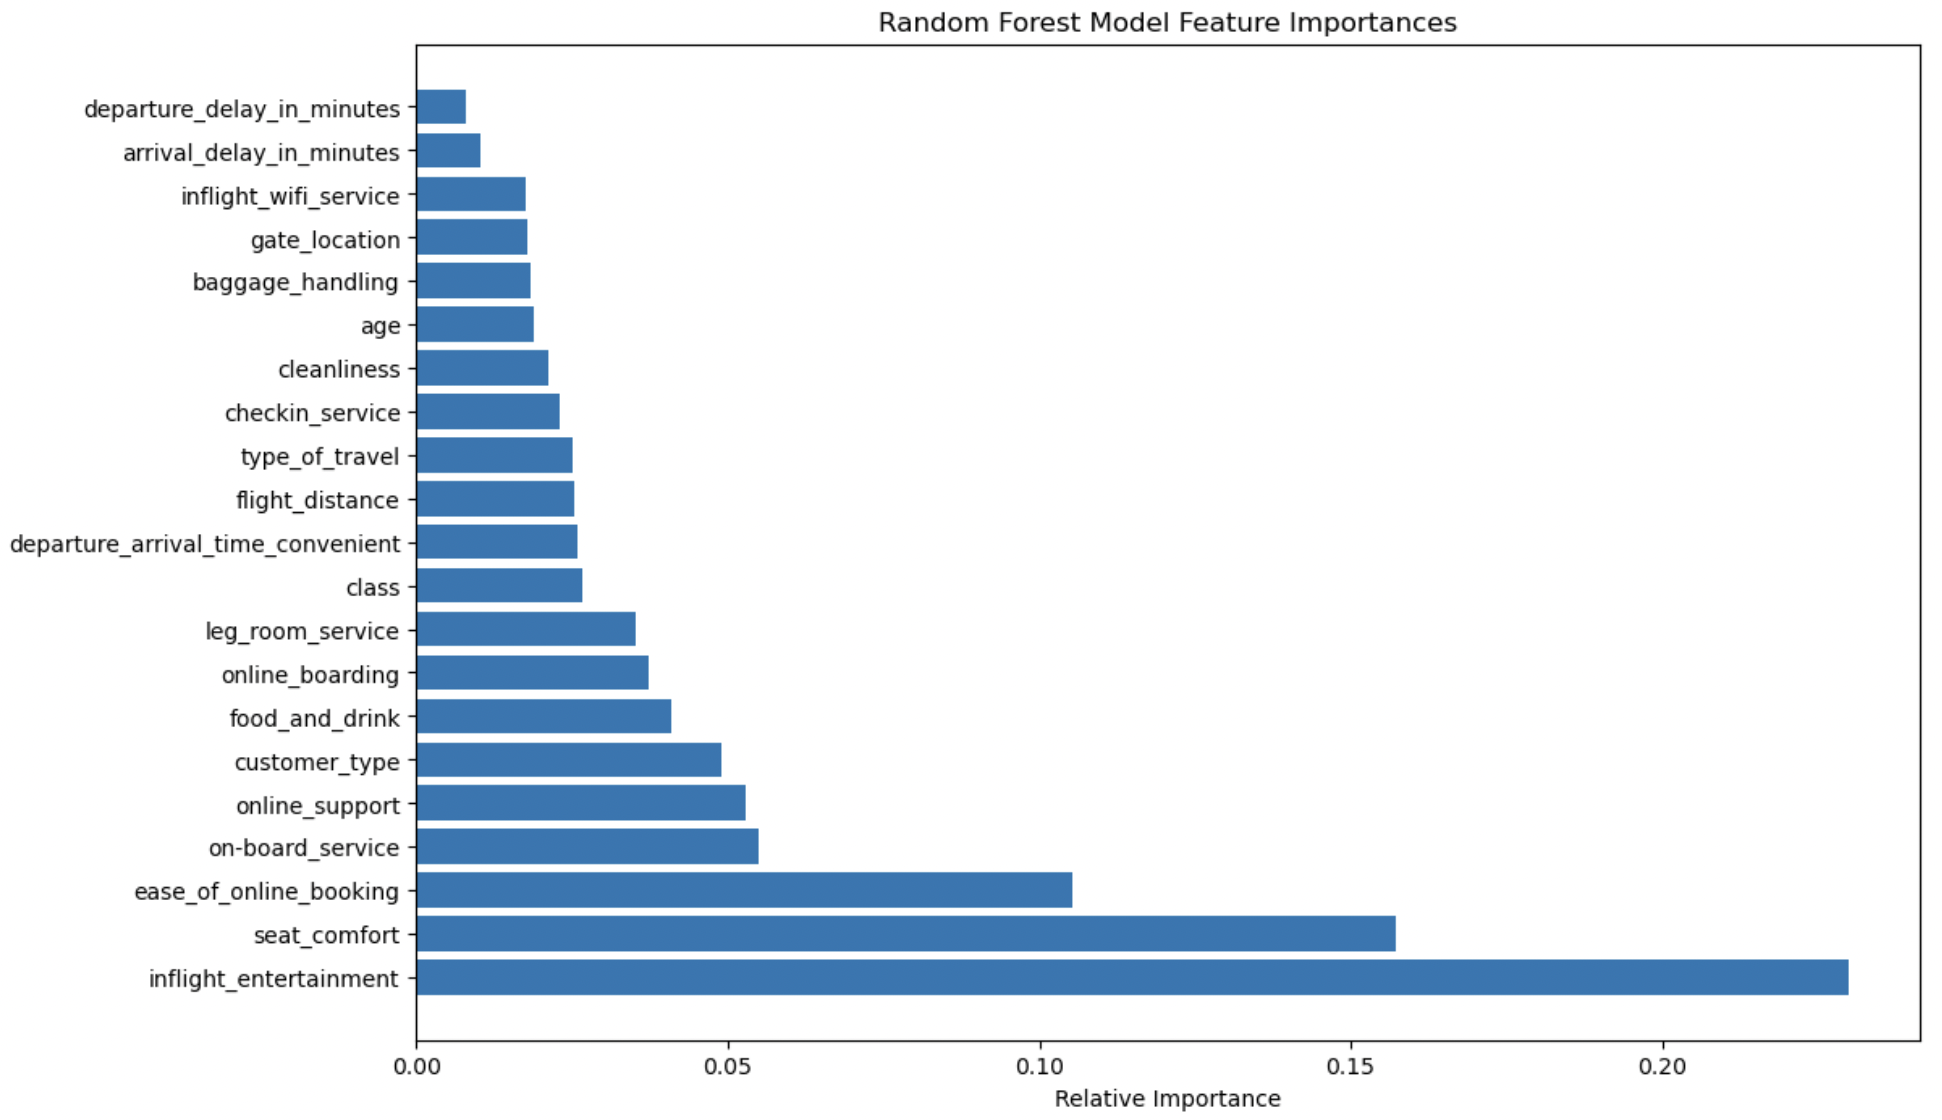 Random Forest Model Feature Importances
departure_delay_in_minutes
arrival_delay_in_minutes
inflight_wifi_service
gate_location
baggage_handling
age
cleanliness
checkin_service
type_of_travel
flight_distance
departure_arrival_time_convenient
class
leg_room_service
online_boarding
food_and_drink
customer_type
online_support
on-board_service
ease_of_online_booking
seat_comfort
inflight_entertainment
0.00 0.05 0.10 0.15 0.20
Relative Importance